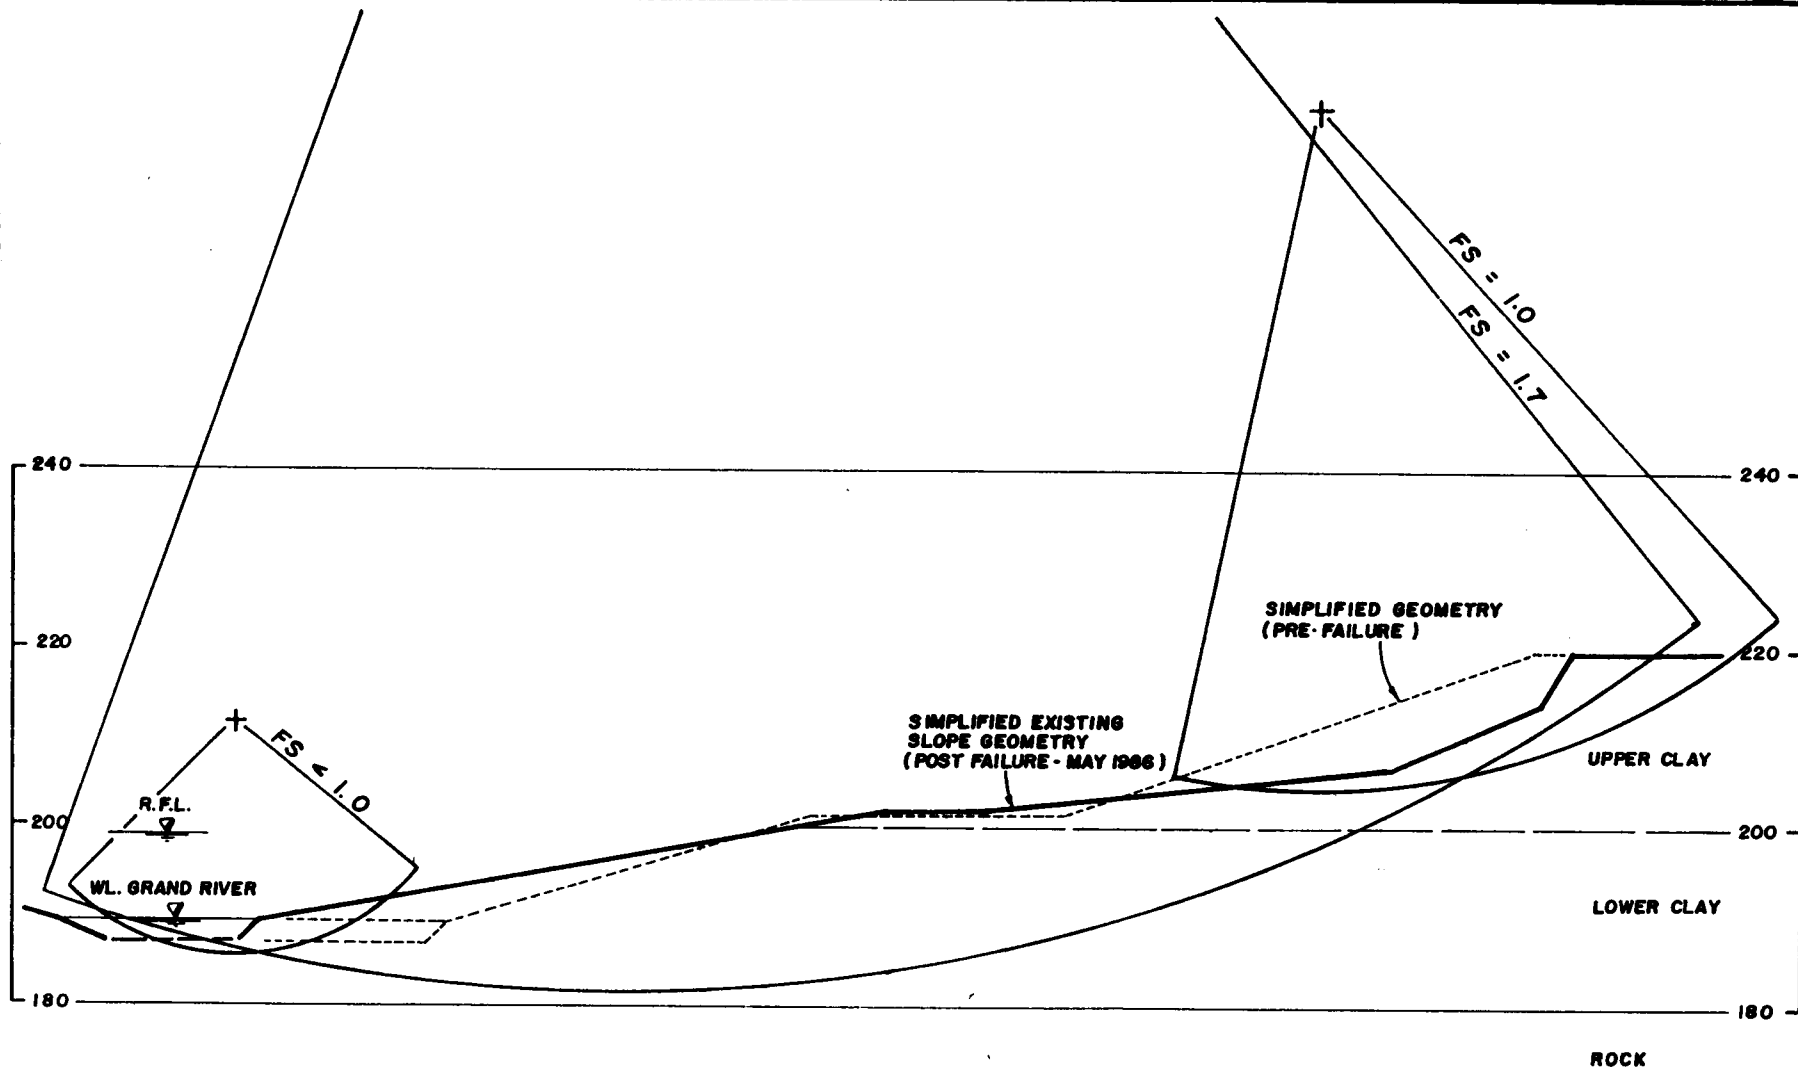 FS = 1.0
FS = 1.7
240
240
SIMPLIFIED GEOMETRY
(PRE-FAILURE)
220
220
SIMPLIFIED EXISTING
SLOPE GEOMETRY
(POST FAILURE - MAY 1986)
FS < 1.0
UPPER CLAY
R.F.L.
200
200
WL. GRAND RIVER
LOWER CLAY
180
180
ROCK